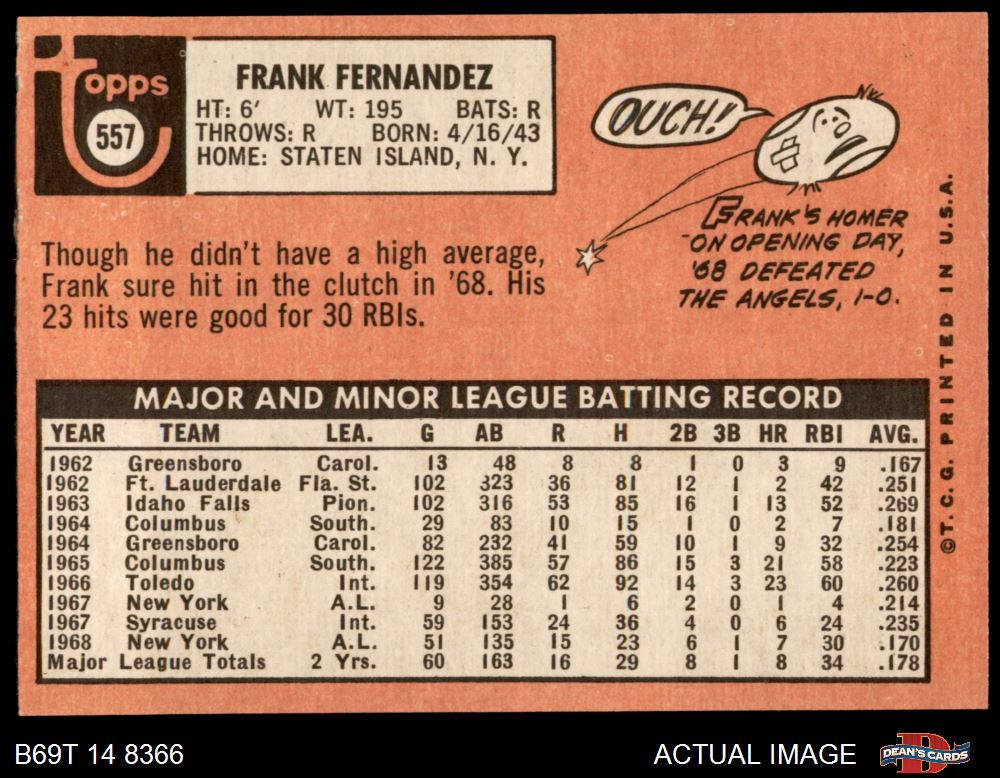 topps
557
FRANK FERNANDEZ
HT: 6' WT: 195 BATS: R
THROWS: R BORN: 4/16/43
HOME: STATEN ISLAND, N. Y.
OUCH!
FRANK'S HOMER
ON OPENING DAY,
'68 DEFEATED
THE ANGELS, 1-0.
Though he didn't have a high average,
Frank sure hit in the clutch in '68. His
23 hits were good for 30 RBIs.
MAJOR AND MINOR LEAGUE BATTING RECORD
YEAR TEAM LEA. G AB R H 2B 3B HR RBI AVG.
1962 Greensboro Carol. 13 48 8 8 1 0 3 9 .167
1962 Ft. Lauderdale Fla. St. 102 323 36 81 12 1 2 42 .251
1963 Idaho Falls Pion. 102 316 53 85 16 1 13 52 .269
1964 Columbus South. 29 83 10 15 1 0 2 7 .181
1964 Greensboro Carol. 82 232 41 59 10 1 9 32 .254
1965 Columbus South. 122 385 57 86 15 3 21 58 .223
1966 Toledo Int. 119 354 62 92 14 3 23 60 .260
1967 New York A.L. 9 28 1 6 2 0 1 4 .214
1967 Syracuse Int. 59 153 24 36 4 0 6 24 .235
1968 New York A.L. 51 135 15 23 6 1 7 30 .170
Major League Totals 2 Yrs. 60 163 16 29 8 1 8 34 .178
©T. C. G. PRINTED IN U.S.A.
B69T 14 8366
ACTUAL IMAGE
DEAN'S CARDS